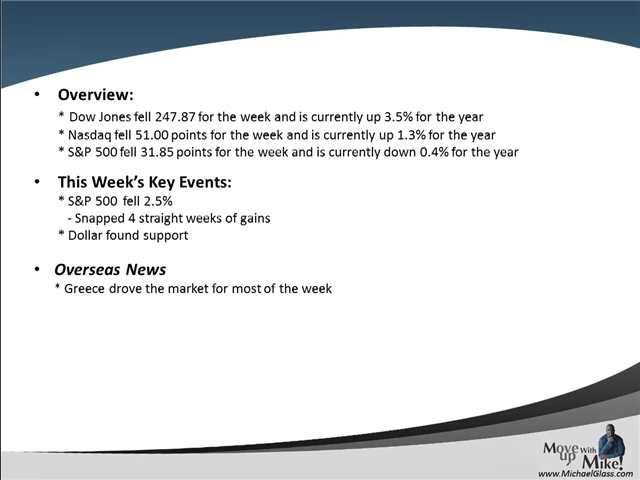 • Overview:
* Dow Jones fell 247.87 for the week and is currently up 3.5% for the year
* Nasdaq fell 51.00 points for the week and is currently up 1.3% for the year
* S&P 500 fell 31.85 points for the week and is currently down 0.4% for the year
• This Week's Key Events:
* S&P 500 fell 2.5%
- Snapped 4 straight weeks of gains
* Dollar found support
• Overseas News
* Greece drove the market for most of the week
Move up With Mike!
www.MichaelGlass.com